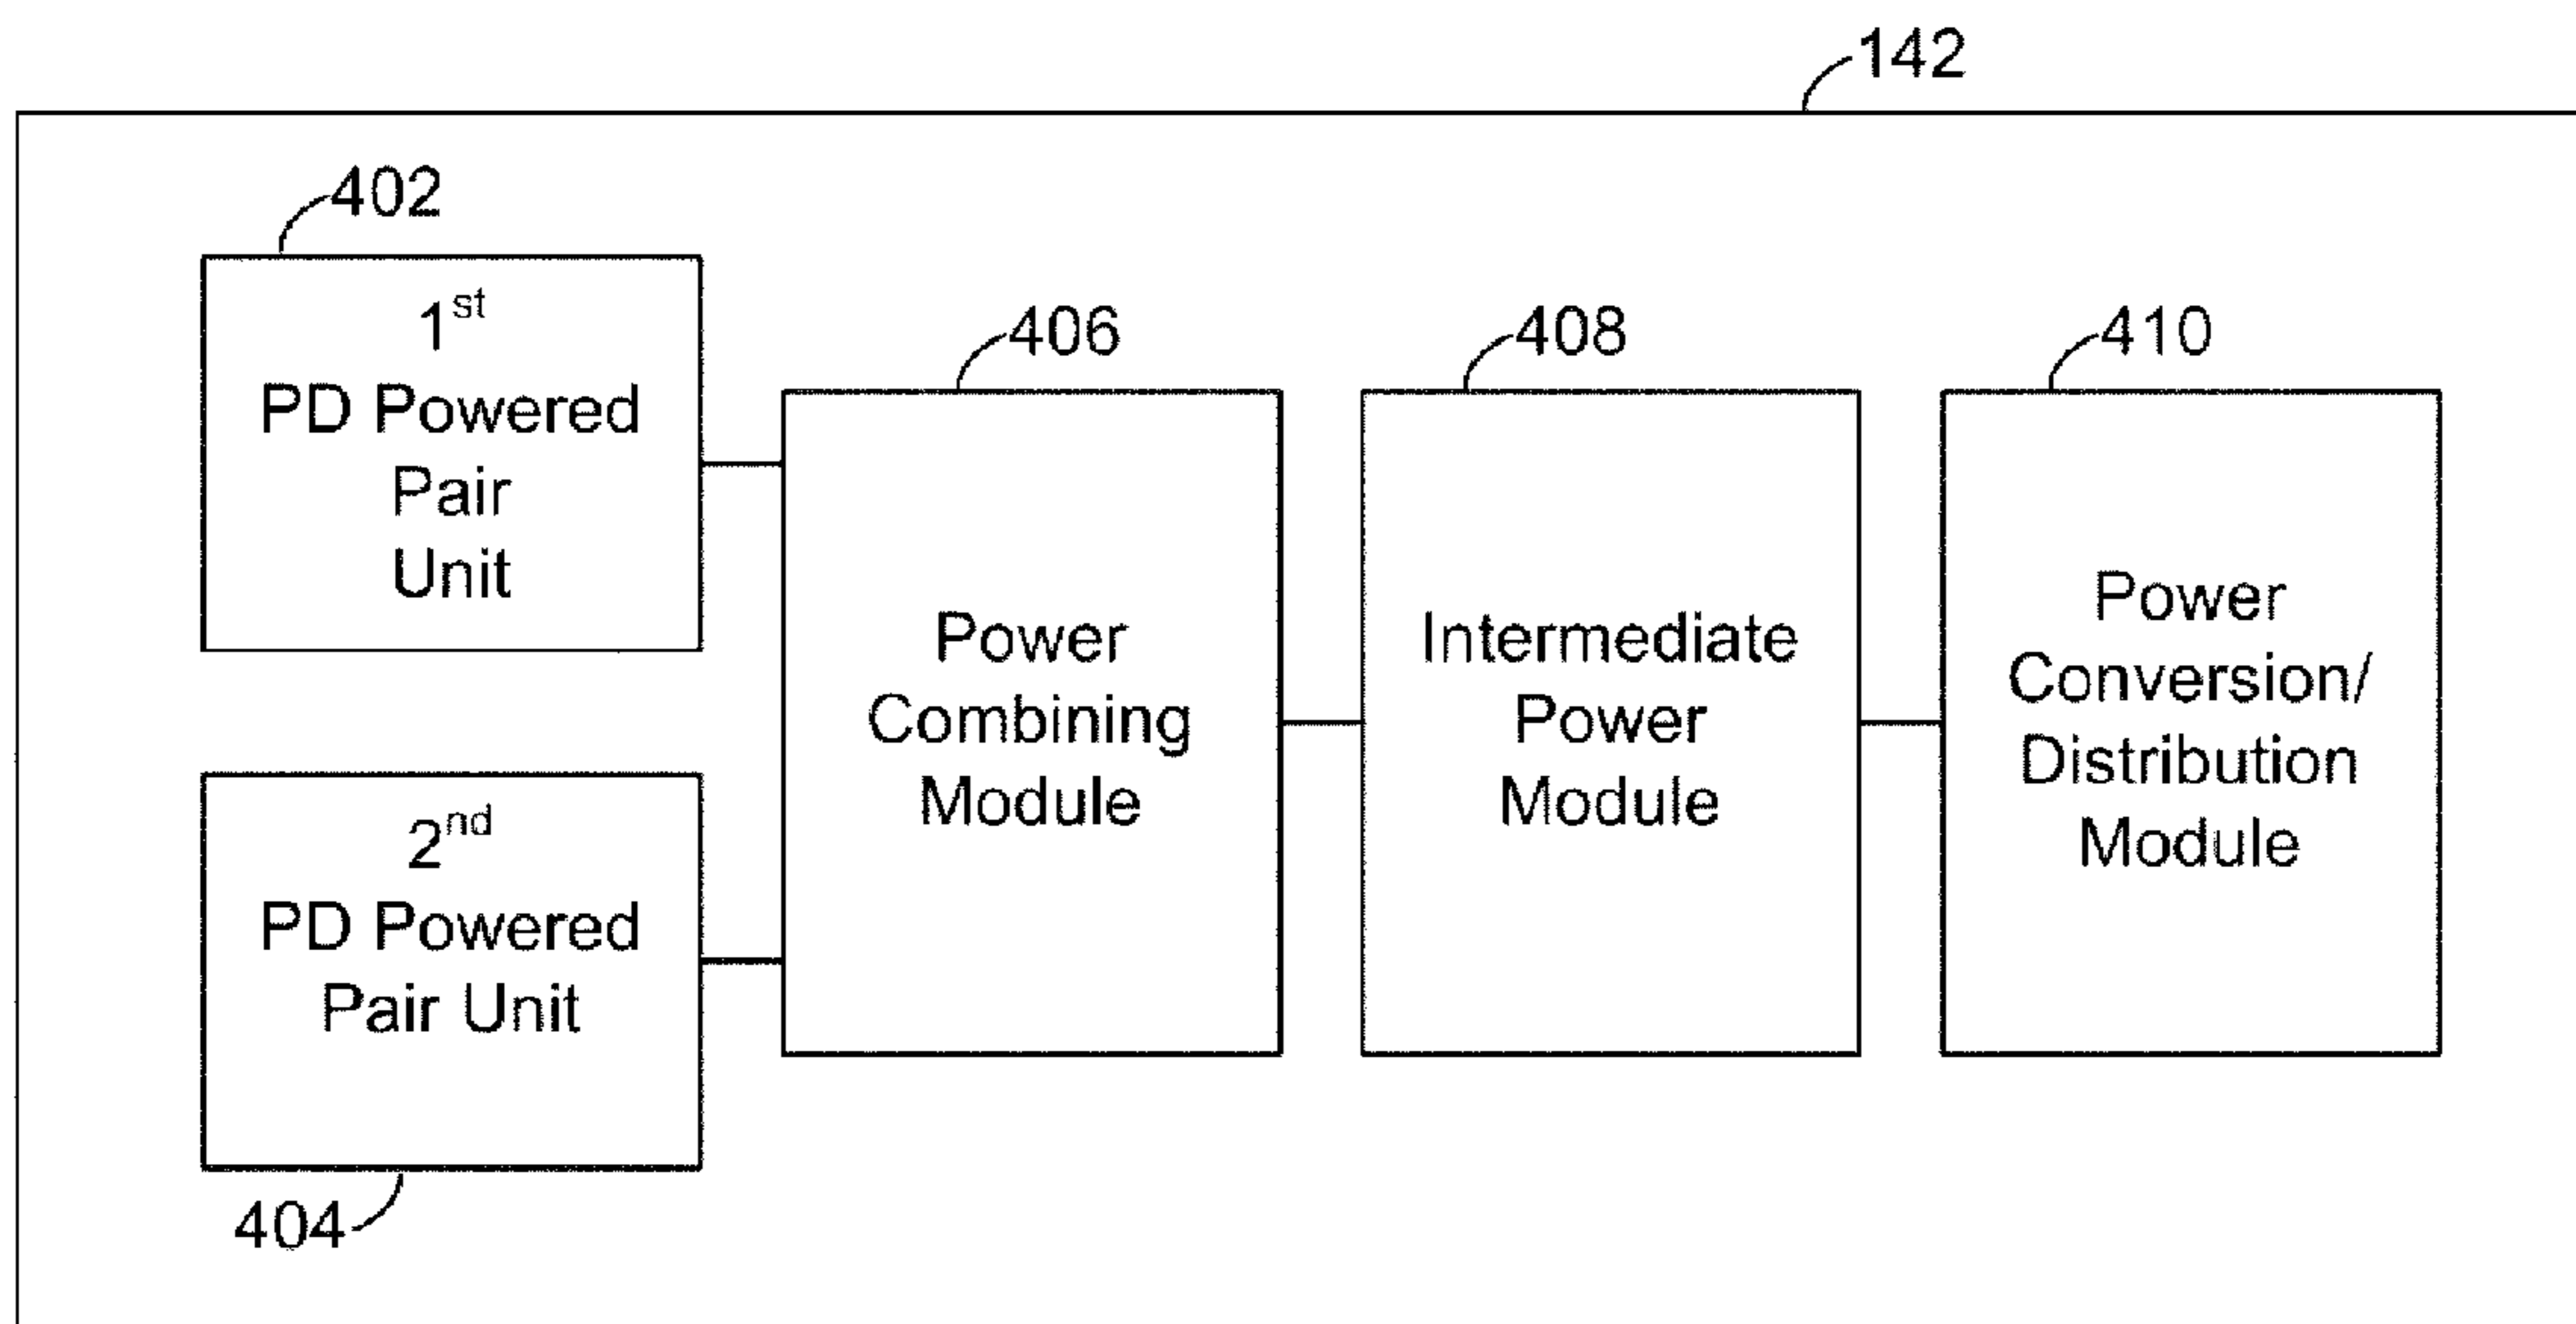 142
402
1st
PD Powered
Pair
Unit
406
Power
Combining
Module
408
Intermediate
Power
Module
410
Power
Conversion/
Distribution
Module
2nd
PD Powered
Pair Unit
404